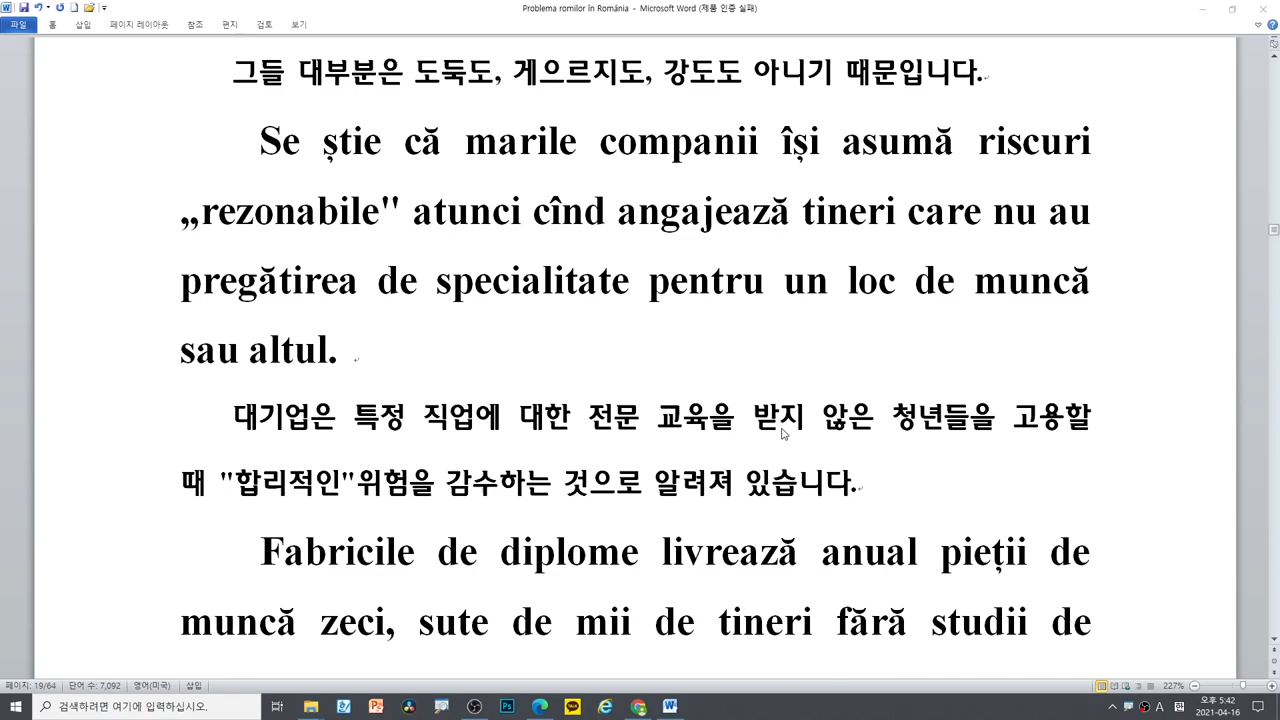 Problema romilor în România - Microsoft Word (제품 인증 실패)
파일 홈 삽입 페이지 레이아웃 참조 편지 검토 보기
그들 대부분은 도둑도, 게으르지도, 강도도 아니기 때문입니다.
Se știe că marile companii își asumă riscuri
„rezonabile" atunci cînd angajează tineri care nu au
pregătirea de specialitate pentru un loc de muncă
sau altul.
대기업은 특정 직업에 대한 전문 교육을 받지 않은 청년들을 고용할
때 "합리적인"위험을 감수하는 것으로 알려져 있습니다.
Fabricile de diplome livrează anual pieții de
muncă zeci, sute de mii de tineri fără studii de
페이지: 19/64 단어 수: 7,092 영어(미국) 삽입 227%
검색하려면 여기에 입력하십시오. 오후 5:42
2021-04-16